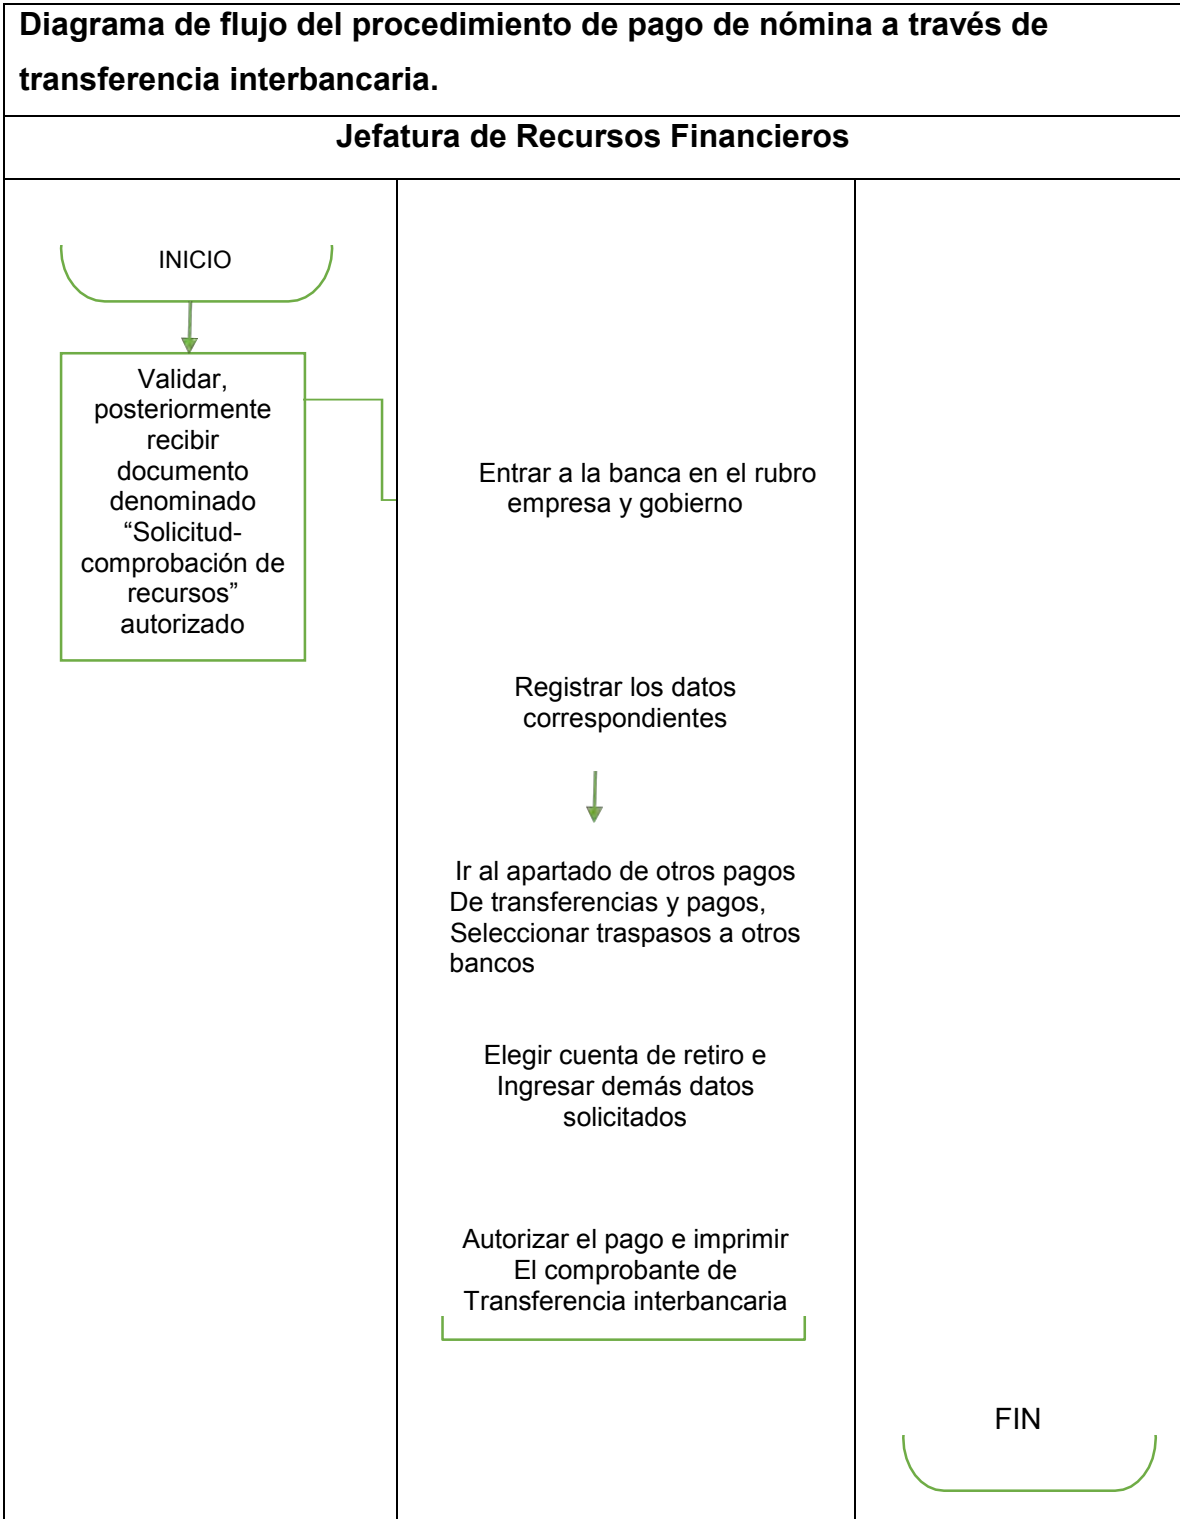 Diagrama de flujo del procedimiento de pago de nómina a través de
transferencia interbancaria.
Jefatura de Recursos Financieros
INICIO
Validar,
posteriormente
recibir
documento
denominado
“Solicitud-
comprobación de
recursos”
autorizado
Entrar a la banca en el rubro
empresa y gobierno
Registrar los datos
correspondientes
Ir al apartado de otros pagos
De transferencias y pagos,
Seleccionar traspasos a otros
bancos
Elegir cuenta de retiro e
Ingresar demás datos
solicitados
Autorizar el pago e imprimir
El comprobante de
Transferencia interbancaria
FIN